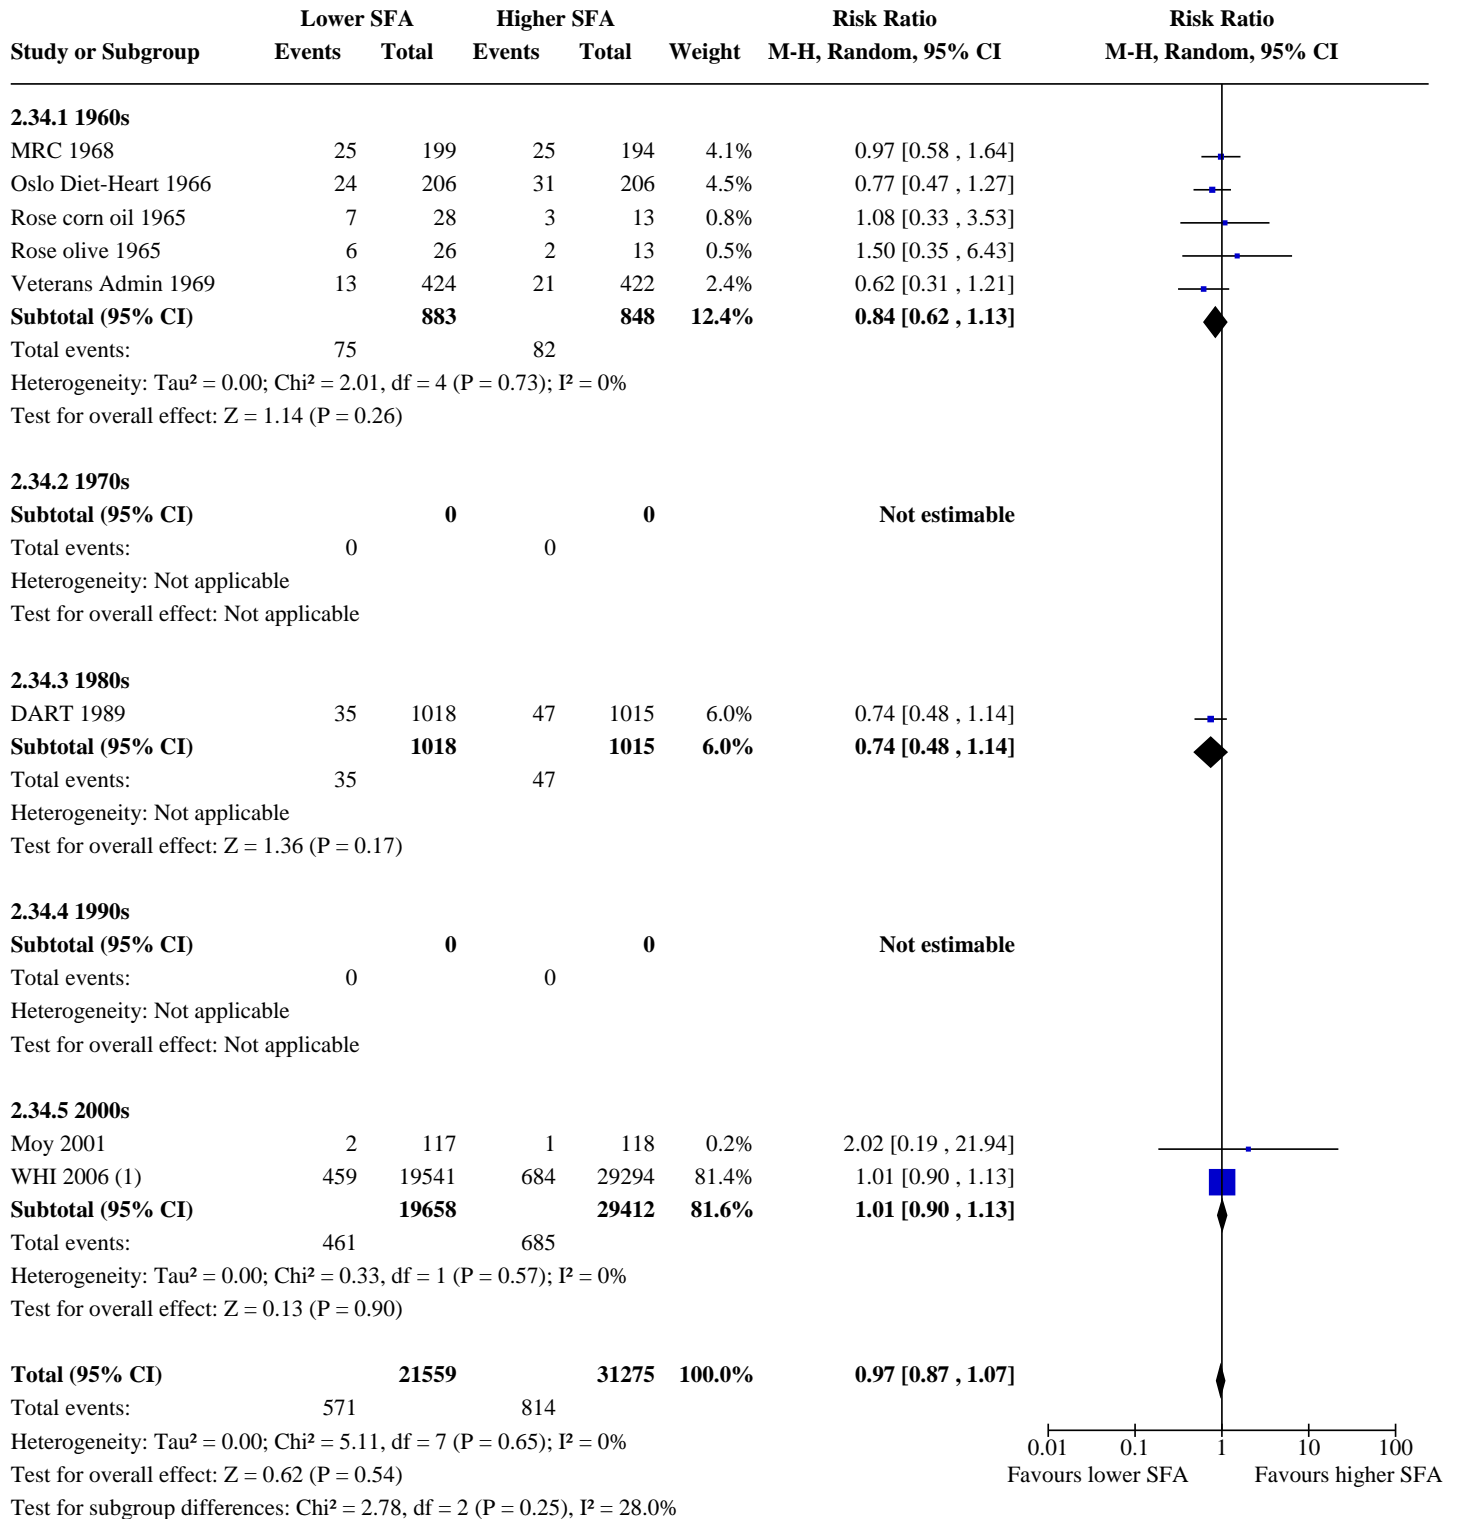 Lower SFA Higher SFA Risk Ratio Risk Ratio
Study or Subgroup Events Total Events Total Weight M-H, Random, 95% CI M-H, Random, 95% CI
2.34.1 1960s
MRC 1968 25 199 25 194 4.1% 0.97 [0.58 , 1.64]
Oslo Diet-Heart 1966 24 206 31 206 4.5% 0.77 [0.47 , 1.27]
Rose corn oil 1965 7 28 3 13 0.8% 1.08 [0.33 , 3.53]
Rose olive 1965 6 26 2 13 0.5% 1.50 [0.35 , 6.43]
Veterans Admin 1969 13 424 21 422 2.4% 0.62 [0.31 , 1.21]
Subtotal (95% CI) 883 848 12.4% 0.84 [0.62 , 1.13]
Total events: 75 82
Heterogeneity: Tau² = 0.00; Chi² = 2.01, df = 4 (P = 0.73); I² = 0%
Test for overall effect: Z = 1.14 (P = 0.26)
2.34.2 1970s
Subtotal (95% CI) 0 0 Not estimable
Total events: 0 0
Heterogeneity: Not applicable
Test for overall effect: Not applicable
2.34.3 1980s
DART 1989 35 1018 47 1015 6.0% 0.74 [0.48 , 1.14]
Subtotal (95% CI) 1018 1015 6.0% 0.74 [0.48 , 1.14]
Total events: 35 47
Heterogeneity: Not applicable
Test for overall effect: Z = 1.36 (P = 0.17)
2.34.4 1990s
Subtotal (95% CI) 0 0 Not estimable
Total events: 0 0
Heterogeneity: Not applicable
Test for overall effect: Not applicable
2.34.5 2000s
Moy 2001 2 117 1 118 0.2% 2.02 [0.19 , 21.94]
WHI 2006 (1) 459 19541 684 29294 81.4% 1.01 [0.90 , 1.13]
Subtotal (95% CI) 19658 29412 81.6% 1.01 [0.90 , 1.13]
Total events: 461 685
Heterogeneity: Tau² = 0.00; Chi² = 0.33, df = 1 (P = 0.57); I² = 0%
Test for overall effect: Z = 0.13 (P = 0.90)
Total (95% CI) 21559 31275 100.0% 0.97 [0.87 , 1.07]
Total events: 571 814
Heterogeneity: Tau² = 0.00; Chi² = 5.11, df = 7 (P = 0.65); I² = 0%
0.01 0.1 1 10 100
Test for overall effect: Z = 0.62 (P = 0.54)
Favours lower SFA Favours higher SFA
Test for subgroup differences: Chi² = 2.78, df = 2 (P = 0.25), I² = 28.0%